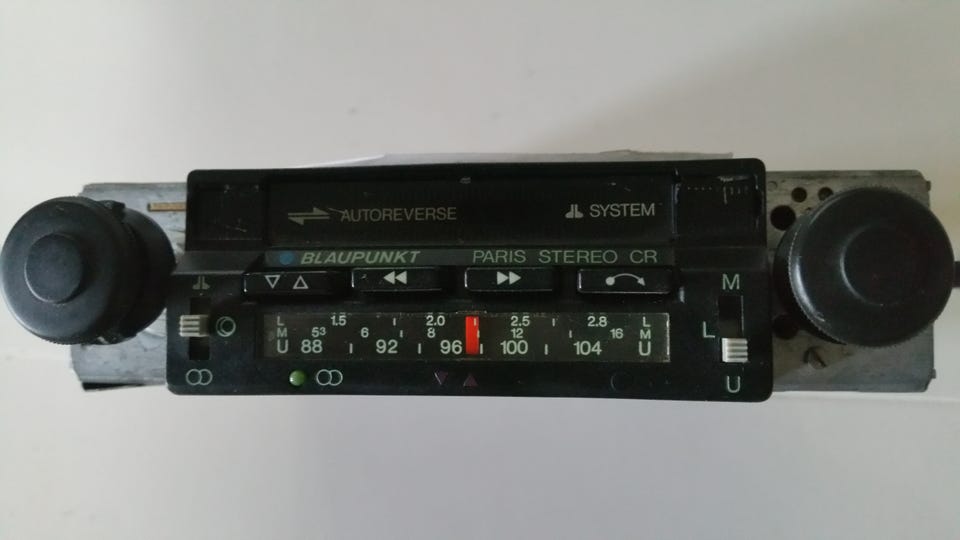 AUTOREVERSE SYSTEM
BLAUPUNKT PARIS STEREO CR
M
L 1.5 2.0 2.5 2.8 L
M 5³ 6 8 12 16 M
L
U 88 92 96 100 104 U
U